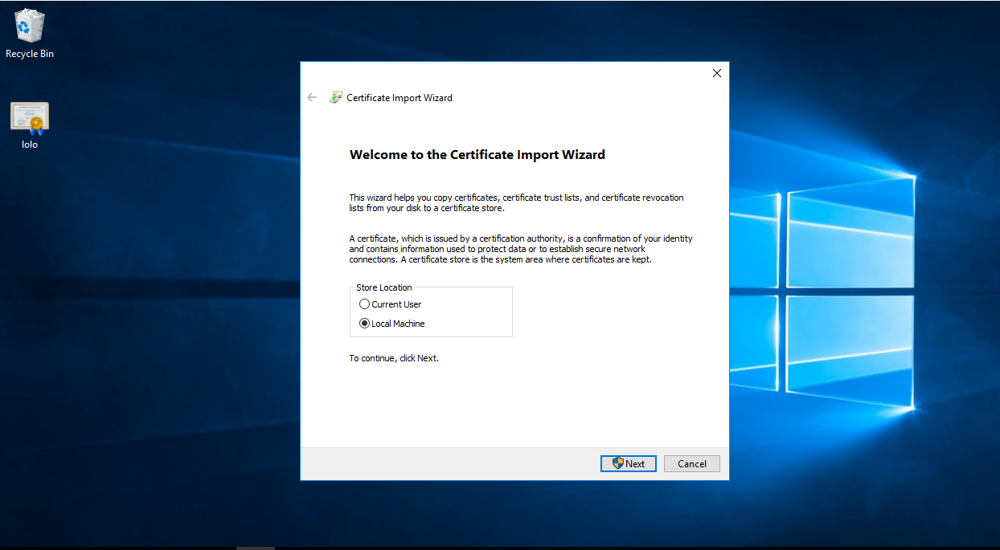 Recycle Bin
lolo
Certificate Import Wizard
Welcome to the Certificate Import Wizard
This wizard helps you copy certificates, certificate trust lists, and certificate revocation
lists from your disk to a certificate store.
A certificate, which is issued by a certification authority, is a confirmation of your identity
and contains information used to protect data or to establish secure network
connections. A certificate store is the system area where certificates are kept.
Store Location
Current User
Local Machine
To continue, click Next.
Next
Cancel